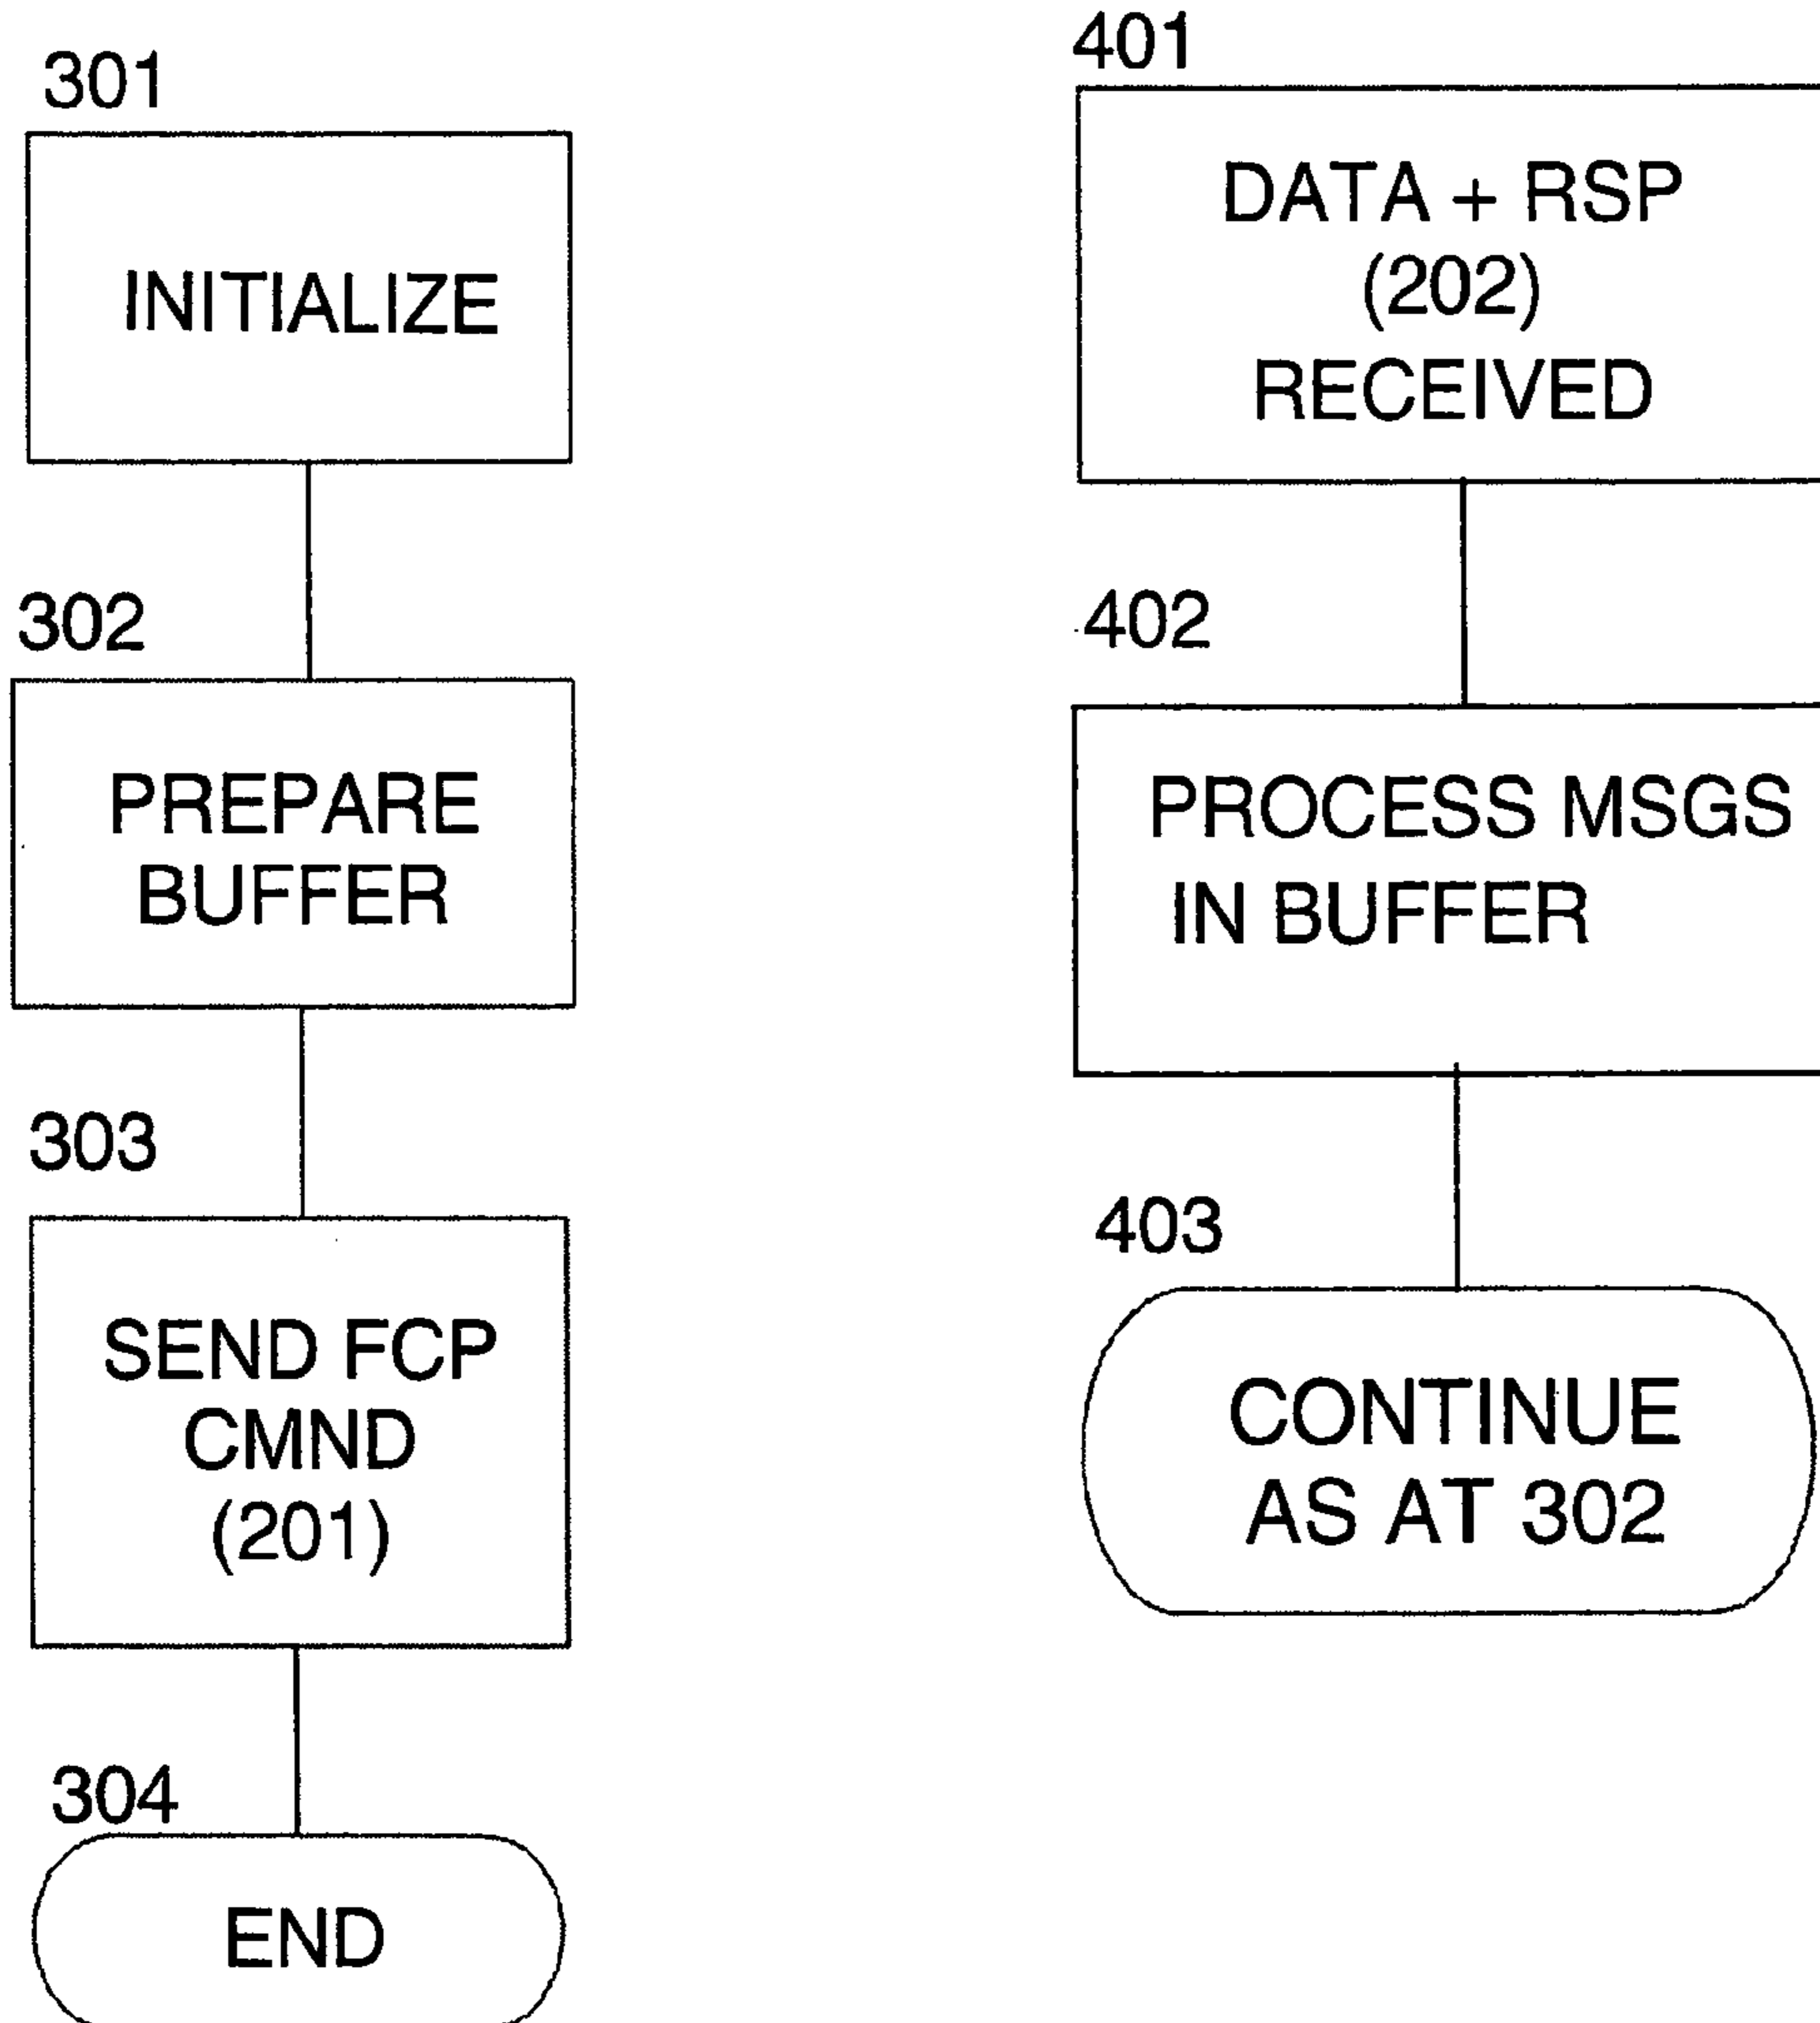 301
INITIALIZE
302
PREPARE
BUFFER
303
SEND FCP
CMND
(201)
304
END
401
DATA + RSP
(202)
RECEIVED
402
PROCESS MSGS
IN BUFFER
403
CONTINUE
AS AT 302